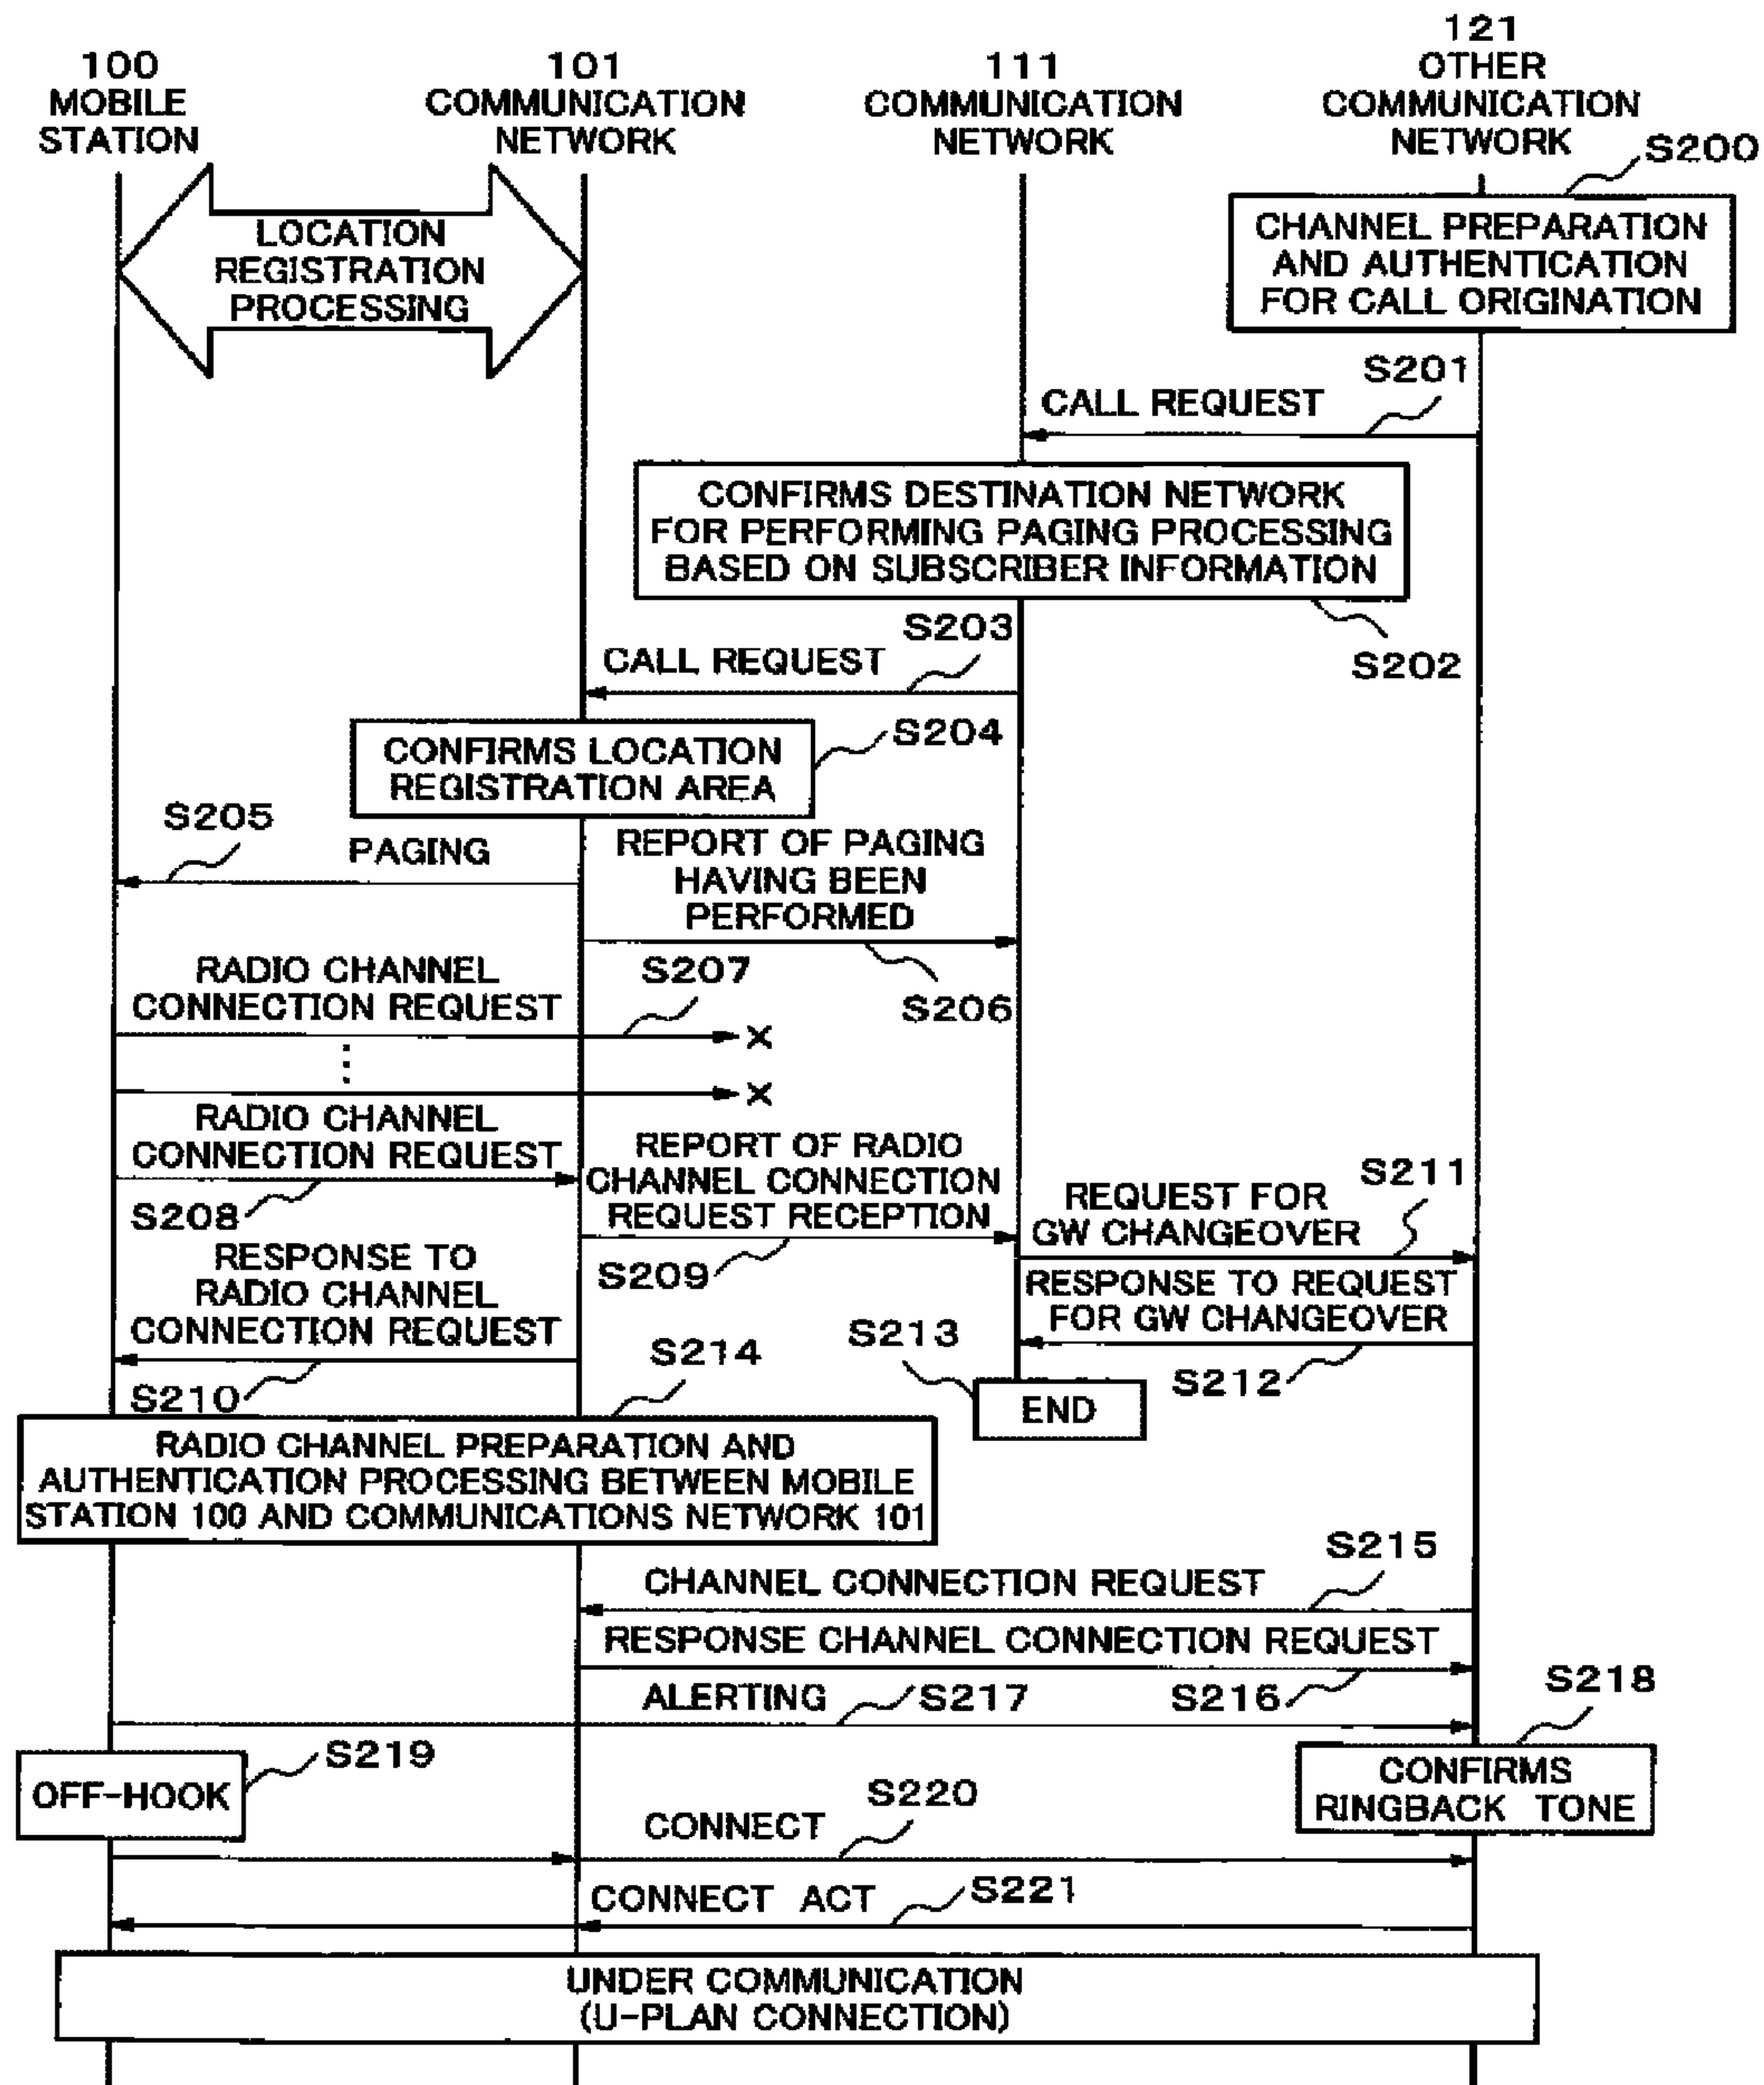 100
MOBILE
STATION
101
COMMUNICATION
NETWORK
111
COMMUNICATION
NETWORK
121
OTHER
COMMUNICATION
NETWORK
S200
LOCATION
REGISTRATION
PROCESSING
CHANNEL PREPARATION
AND AUTHENTICATION
FOR CALL ORIGINATION
S201
CALL REQUEST
CONFIRMS DESTINATION NETWORK
FOR PERFORMING PAGING PROCESSING
BASED ON SUBSCRIBER INFORMATION
S202
S203
CALL REQUEST
S204
CONFIRMS LOCATION
REGISTRATION AREA
S205
PAGING
REPORT OF PAGING
HAVING BEEN
PERFORMED
S206
RADIO CHANNEL
CONNECTION REQUEST
S207
X
X
RADIO CHANNEL
CONNECTION REQUEST
S208
REPORT OF RADIO
CHANNEL CONNECTION
REQUEST RECEPTION
S209
S211
REQUEST FOR
GW CHANGEOVER
RESPONSE TO REQUEST
FOR GW CHANGEOVER
S212
RESPONSE TO
RADIO CHANNEL
CONNECTION REQUEST
S210
S213
END
S214
RADIO CHANNEL PREPARATION AND
AUTHENTICATION PROCESSING BETWEEN MOBILE
STATION 100 AND COMMUNICATIONS NETWORK 101
S215
CHANNEL CONNECTION REQUEST
RESPONSE CHANNEL CONNECTION REQUEST
S216
ALERTING
S217
S218
CONFIRMS
RINGBACK TONE
S219
OFF-HOOK
S220
CONNECT
CONNECT ACT
S221
UNDER COMMUNICATION
(U-PLAN CONNECTION)